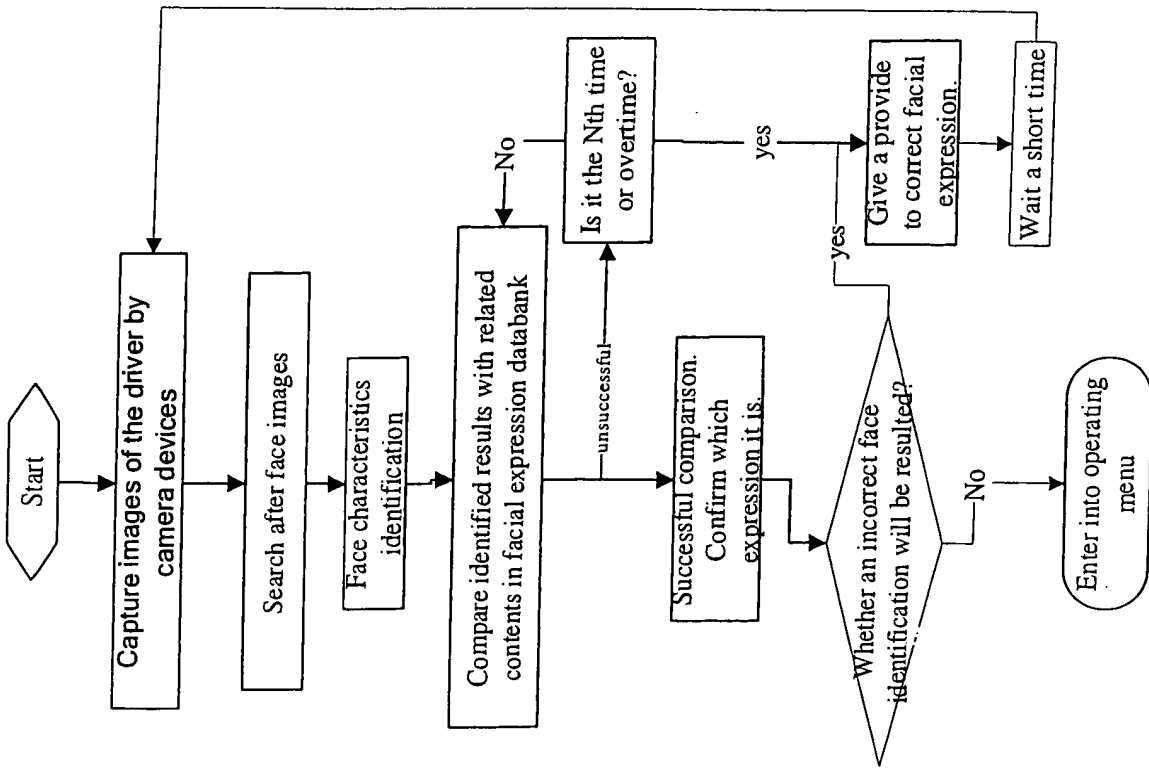 Start
Capture images of the driver by
camera devices
Search after face images
Face characteristics
identification
Compare identified results with related
contents in facial expression databank
No
Is it the Nth time
or overtime?
unsuccessful
yes
Successful comparison.
Confirm which
expression it is.
Whether an incorrect face
identification will be resulted?
yes
Give a provide
to correct facial
expression.
Wait a short time
No
Enter into operating
menu